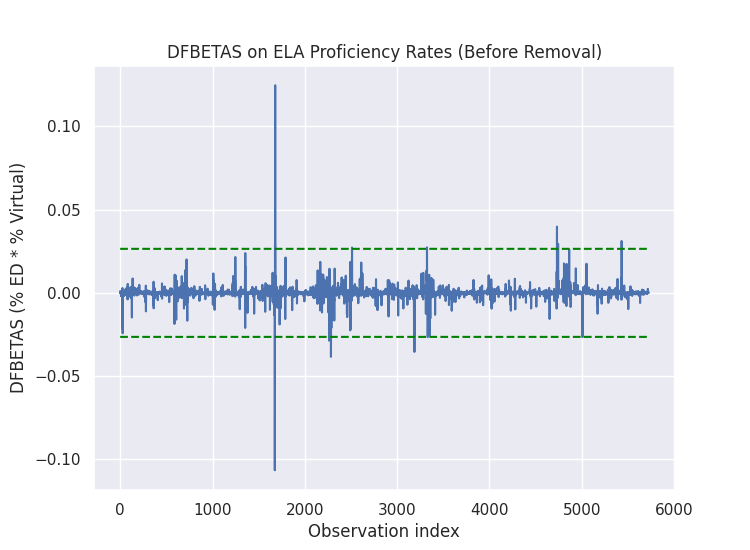 DFBETAS on ELA Proficiency Rates (Before Removal)
DFBETAS (% ED * % Virtual)
0.10
0.05
0.00
−0.05
−0.10
0 1000 2000 3000 4000 5000 6000
Observation index